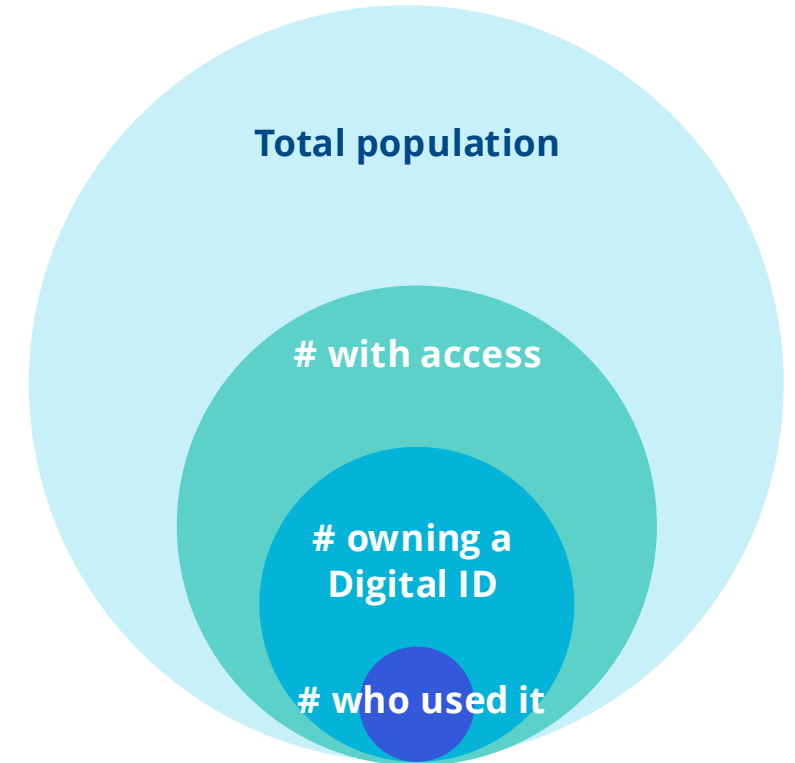 Total population
# with access
# owning a
Digital ID
# who used it